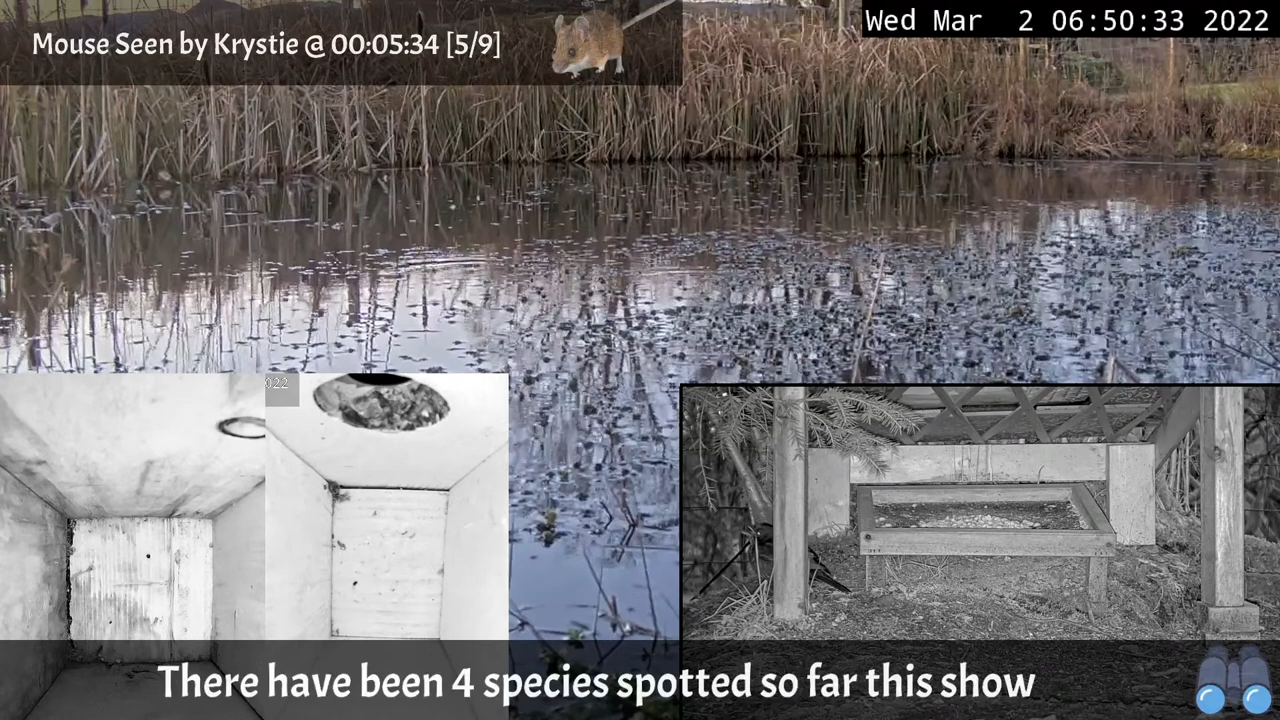 Mouse Seen by Krystie @ 00:05:34 [5/9]
Wed Mar  2 06:50:33 2022
022
There have been 4 species spotted so far this show